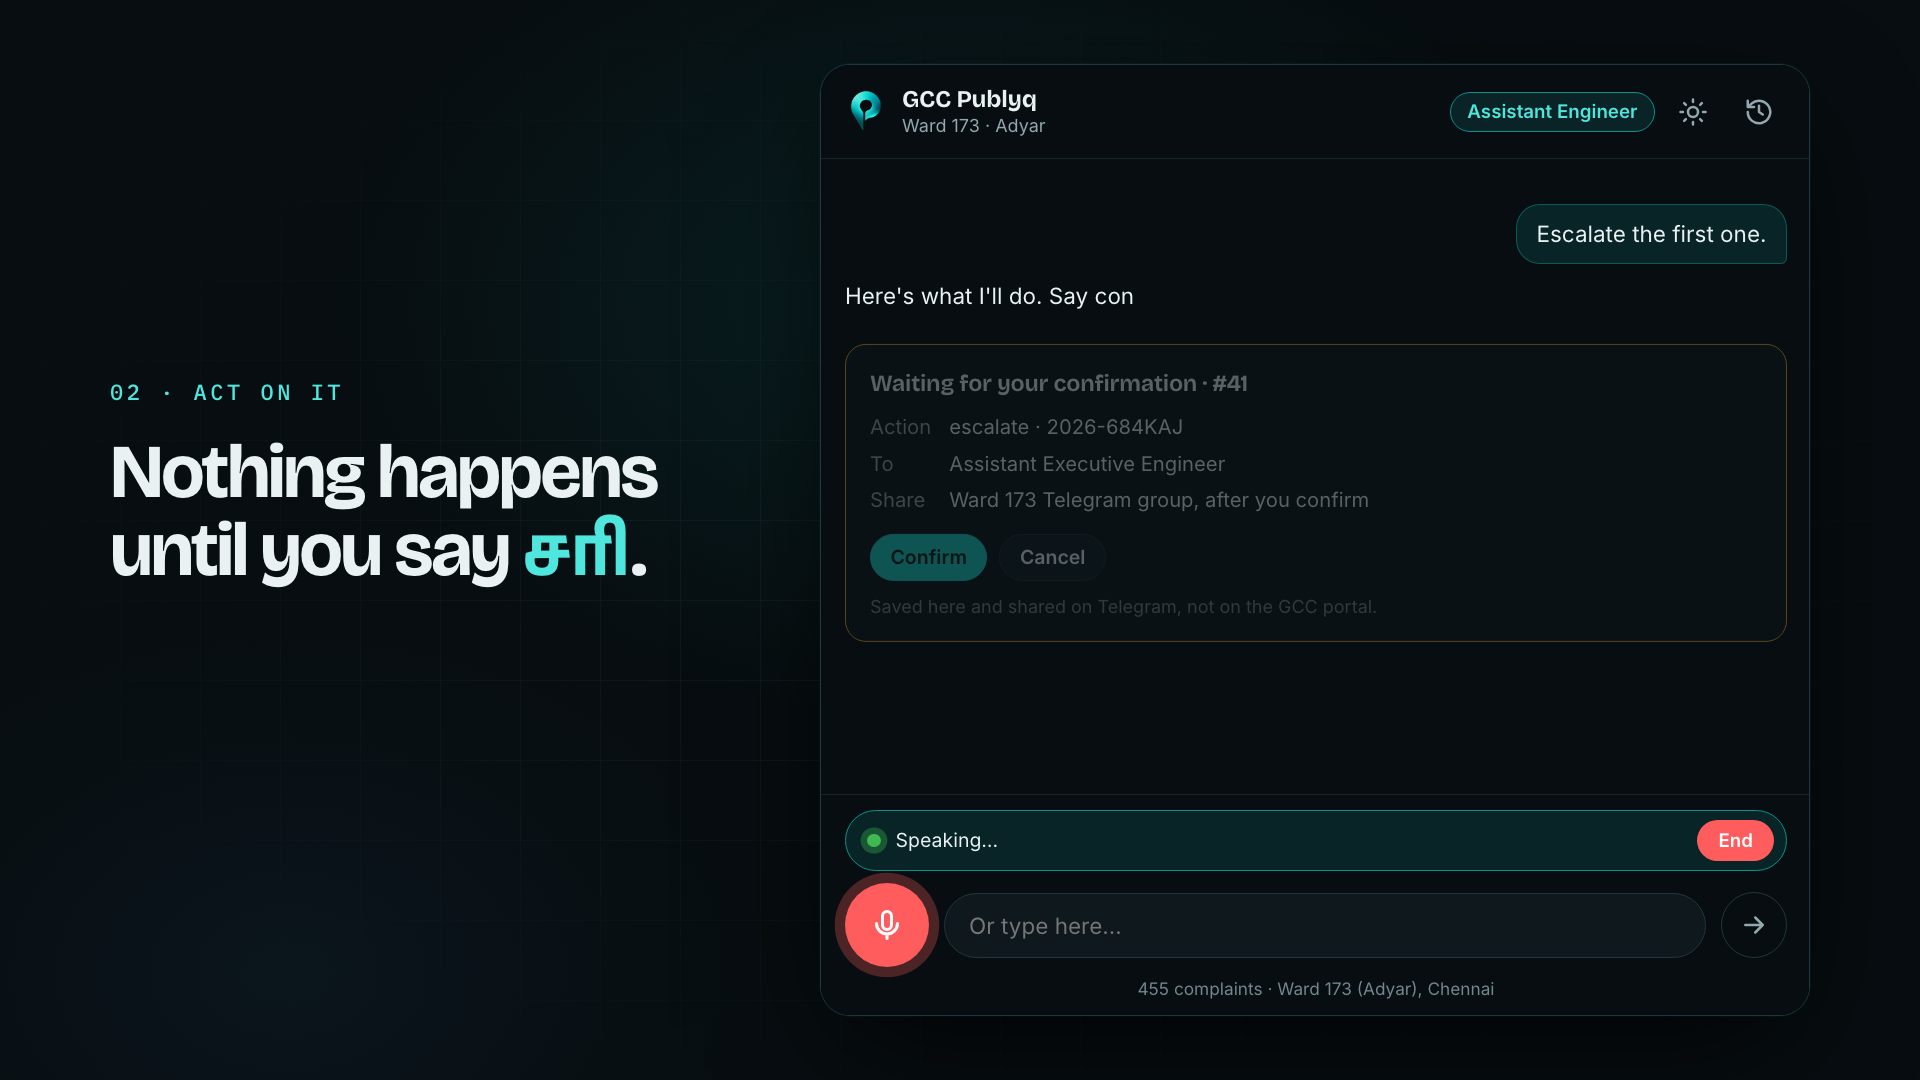 02 · ACT ON IT
Nothing happens
until you say சரி.
GCC Publyq
Ward 173 · Adyar
Assistant Engineer
Escalate the first one.
Here's what I'll do. Say con
Waiting for your confirmation · #41
Action escalate · 2026-684KAJ
To Assistant Executive Engineer
Share Ward 173 Telegram group, after you confirm
Confirm Cancel
Saved here and shared on Telegram, not on the GCC portal.
Speaking...
End
Or type here...
455 complaints · Ward 173 (Adyar), Chennai